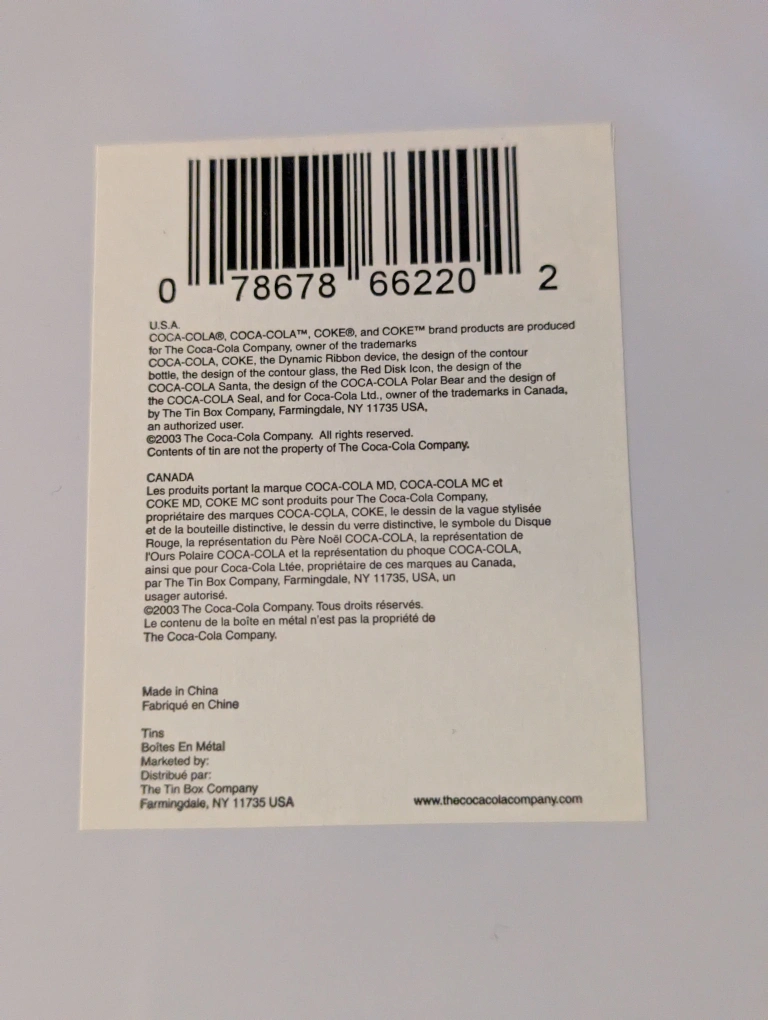 0 78678 66220 2
U.S.A.
COCA-COLA®, COCA-COLA™, COKE®, and COKE™ brand products are produced
for The Coca-Cola Company, owner of the trademarks
COCA-COLA, COKE, the Dynamic Ribbon device, the design of the contour
bottle, the design of the contour glass, the Red Disk Icon, the design of the
COCA-COLA Santa, the design of the COCA-COLA Polar Bear and the design of
the COCA-COLA Seal, and for Coca-Cola Ltd., owner of the trademarks in Canada,
by The Tin Box Company, Farmingdale, NY 11735 USA,
an authorized user.
©2003 The Coca-Cola Company. All rights reserved.
Contents of tin are not the property of The Coca-Cola Company.
CANADA
Les produits portant la marque COCA-COLA MD, COCA-COLA MC et
COKE MD, COKE MC sont produits pour The Coca-Cola Company,
propriétaire des marques COCA-COLA, COKE, le dessin de la vague stylisée
et de la bouteille distinctive, le dessin du verre distinctive, le symbole du Disque
Rouge, la représentation du Père Noël COCA-COLA, la représentation de
l'Ours Polaire COCA-COLA et la représentation du phoque COCA-COLA,
ainsi que pour Coca-Cola Ltée, propriétaire de ces marques au Canada,
par The Tin Box Company, Farmingdale, NY 11735, USA, un
usager autorisé.
©2003 The Coca-Cola Company. Tous droits réservés.
Le contenu de la boîte en métal n'est pas la propriété de
The Coca-Cola Company.
Made in China
Fabriqué en Chine
Tins
Boîtes En Métal
Marketed by:
Distribué par:
The Tin Box Company
Farmingdale, NY 11735 USA
www.thecocacolacompany.com